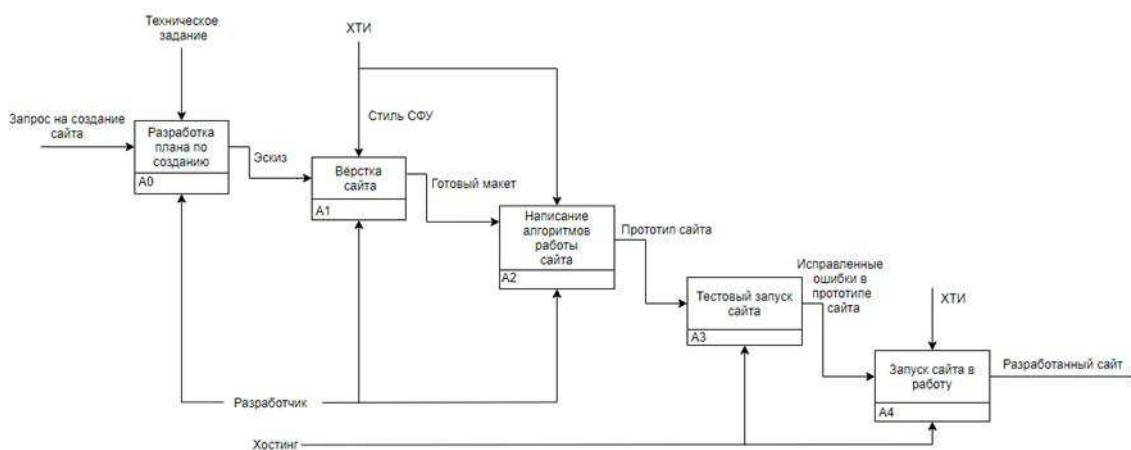 Техническое
задание
ХТИ
Запрос на создание
сайта
Разработка
плана по
созданию
A0
Эскиз
Стиль СФУ
Вёрстка
сайта
A1
Готовый макет
Написание
алгоритмов
работы
сайта
A2
Прототип сайта
Тестовый запуск
сайта
A3
Исправленные
ошибки в
прототипе
сайта
ХТИ
Запуск сайта в
работу
A4
Разработанный сайт
Разработчик
Хостинг